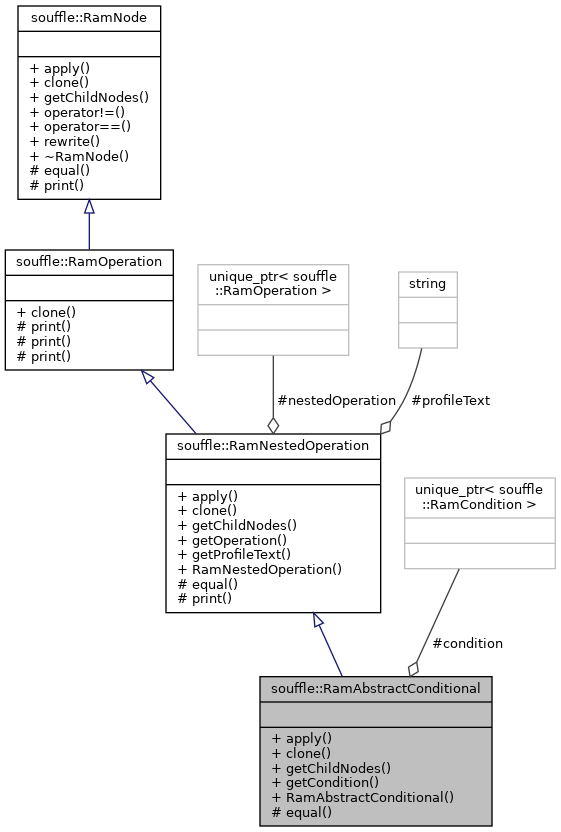 souffle::RamNode
+ apply()
+ clone()
+ getChildNodes()
+ operator!=()
+ operator==()
+ rewrite()
+ ~RamNode()
# equal()
# print()
souffle::RamOperation
+ clone()
# print()
# print()
# print()
unique_ptr< souffle
::RamOperation >
string
#nestedOperation
#profileText
souffle::RamNestedOperation
+ apply()
+ clone()
+ getChildNodes()
+ getOperation()
+ getProfileText()
+ RamNestedOperation()
# equal()
# print()
unique_ptr< souffle
::RamCondition >
#condition
souffle::RamAbstractConditional
+ apply()
+ clone()
+ getChildNodes()
+ getCondition()
+ RamAbstractConditional()
# equal()